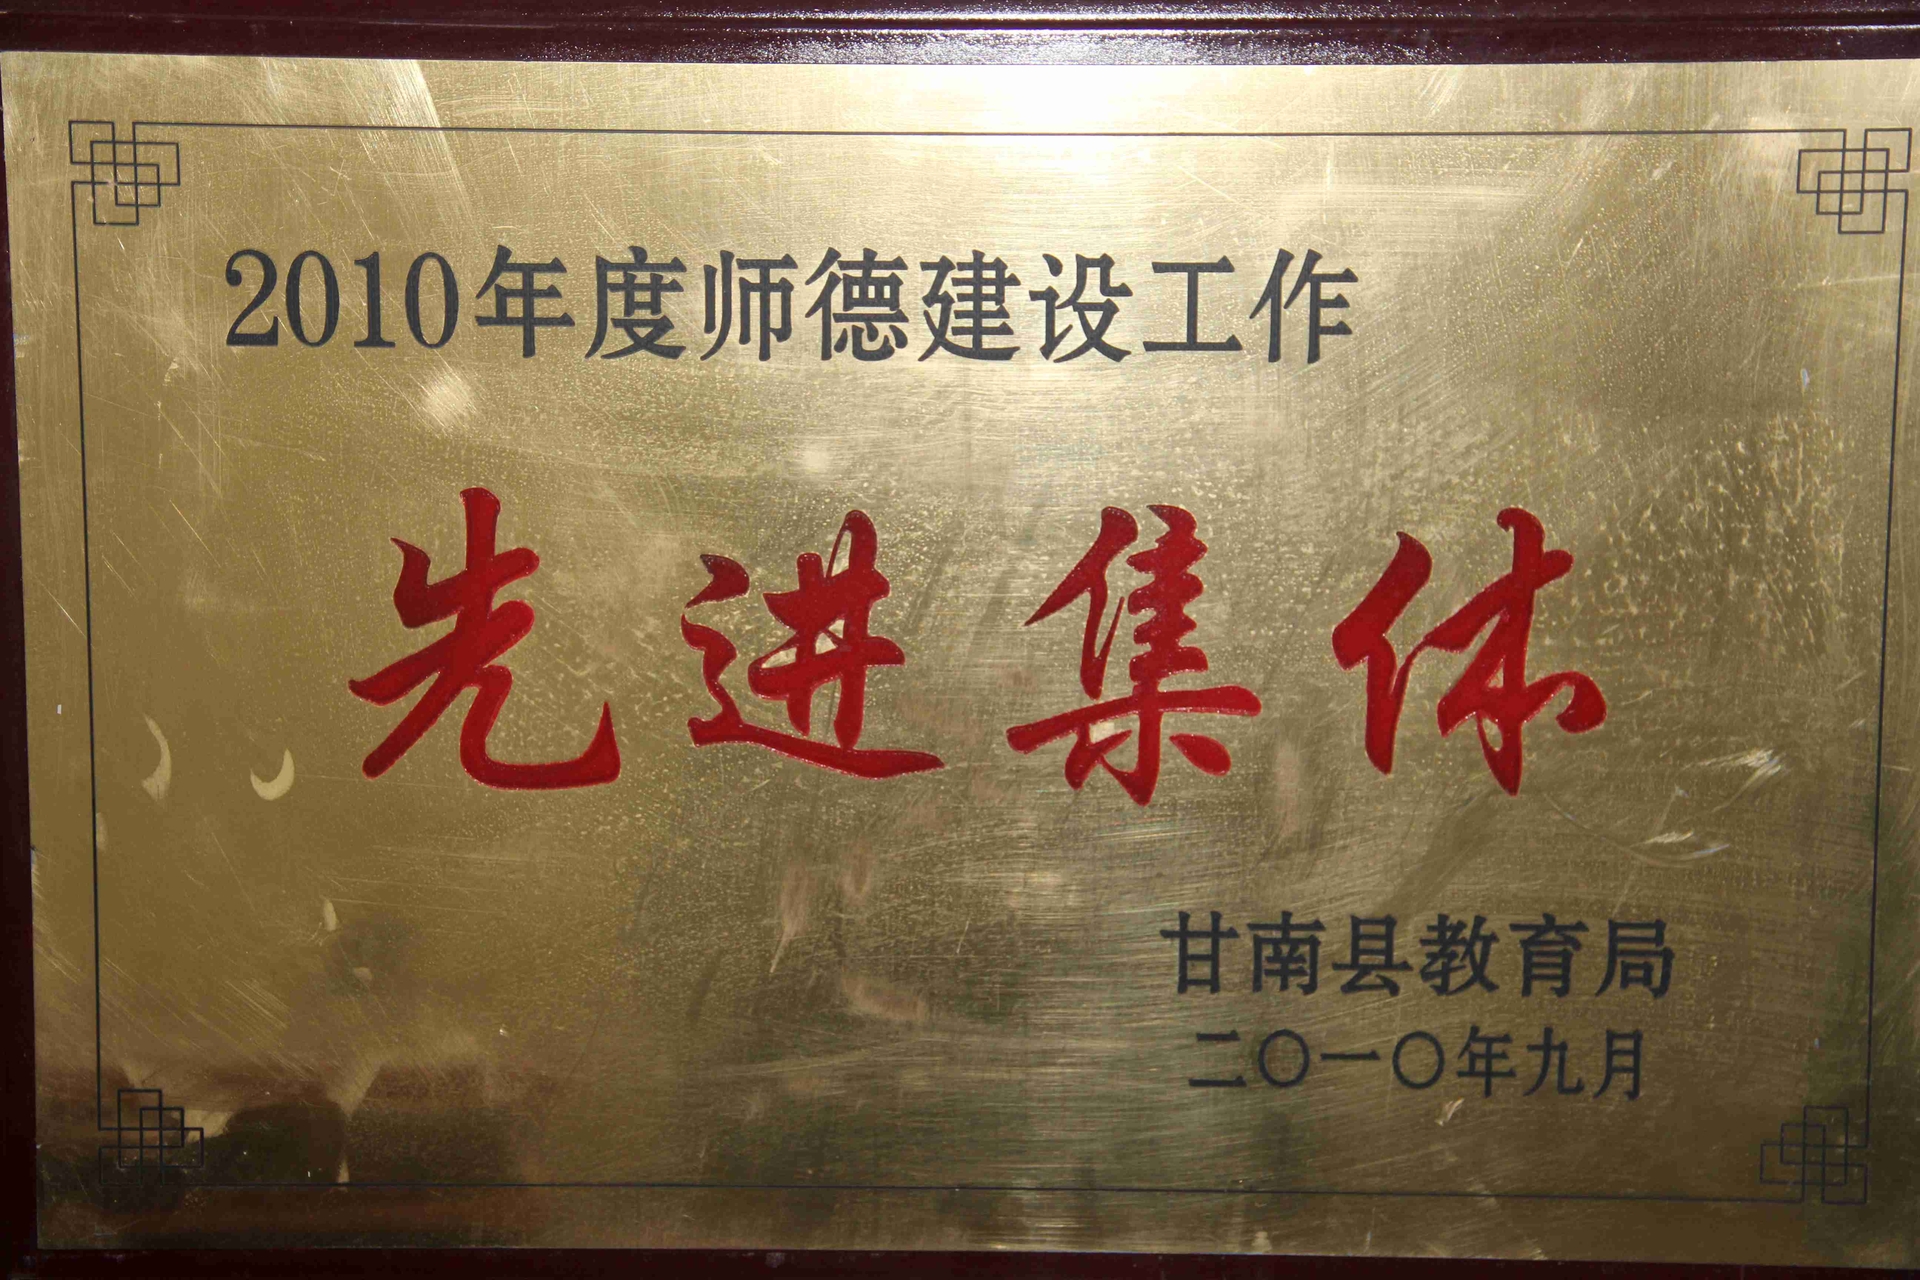 2010年度师德建设工作
先进集体
甘南县教育局
二〇一〇年九月